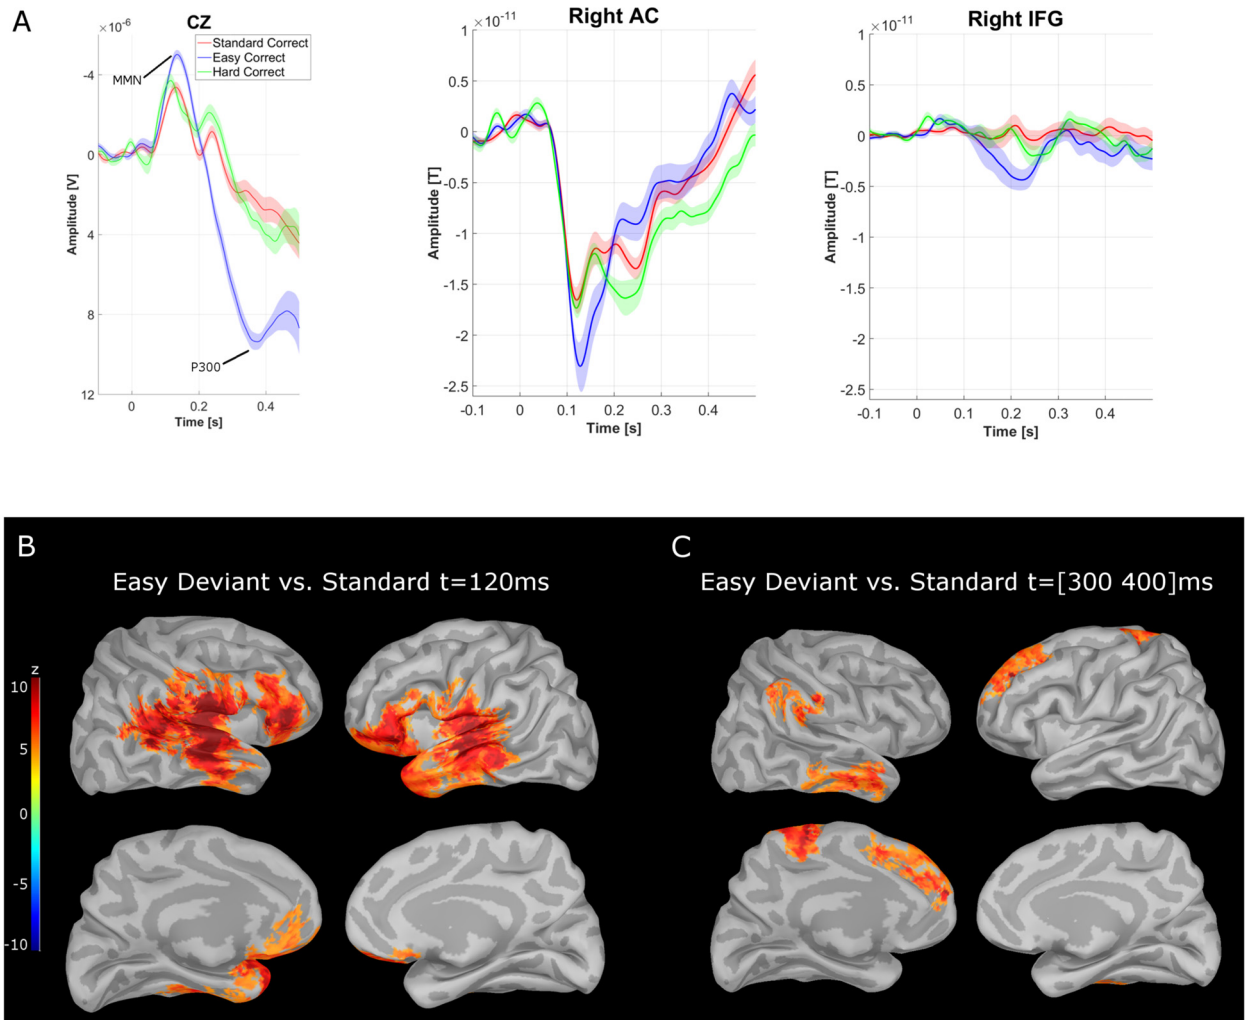 A
CZ
×10⁻⁶
-4
0
4
8
12
Amplitude [V]
0
0.2
0.4
Time [s]
MMN
P300
Standard Correct
Easy Correct
Hard Correct
Right AC
×10⁻¹¹
1
0.5
0
-0.5
-1
-1.5
-2
-2.5
Amplitude [T]
-0.1
0
0.1
0.2
0.3
0.4
Time [s]
Right IFG
×10⁻¹¹
1
0.5
0
-0.5
-1
-1.5
-2
-2.5
Amplitude [T]
-0.1
0
0.1
0.2
0.3
0.4
Time [s]
B
Easy Deviant vs. Standard t=120ms
z
10
5
0
-5
-10
C
Easy Deviant vs. Standard t=[300 400]ms